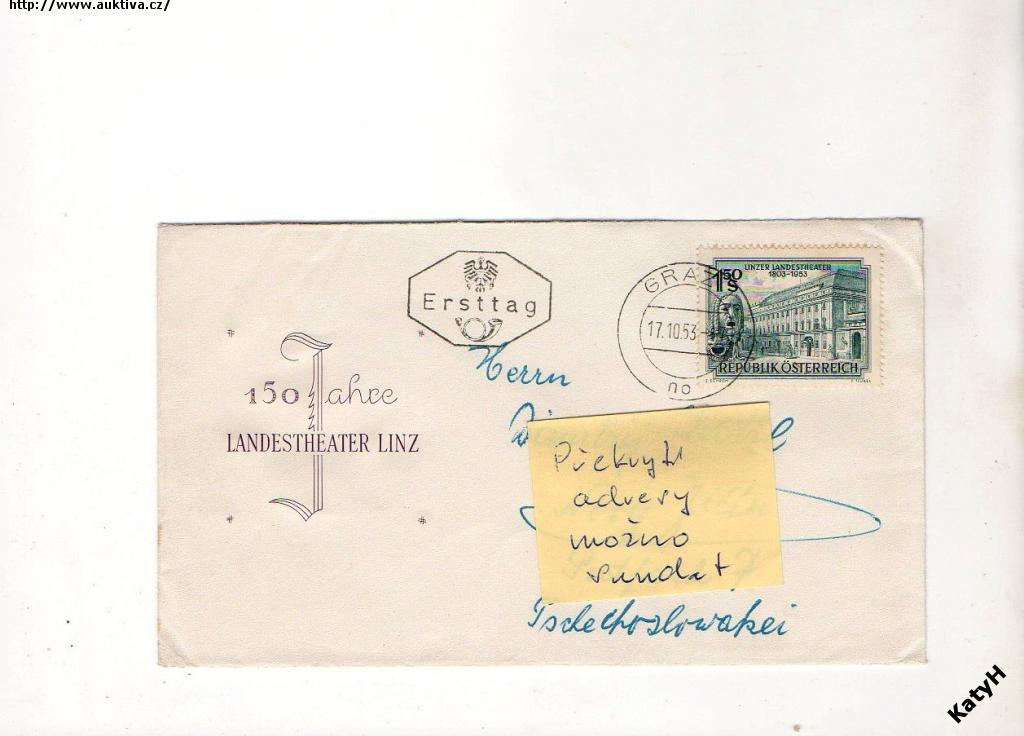 http://www.auktiva.cz/
Ersttag
GRAZ
17.10.53
no
1 50 S
LINZER LANDESTHEATER
1803-1953
REPUBLIK ÖSTERREICH
150 Jahre
LANDESTHEATER LINZ
Herrn
Překrytí
adresy
možno
sundat
Tschechoslowakei
KatyH